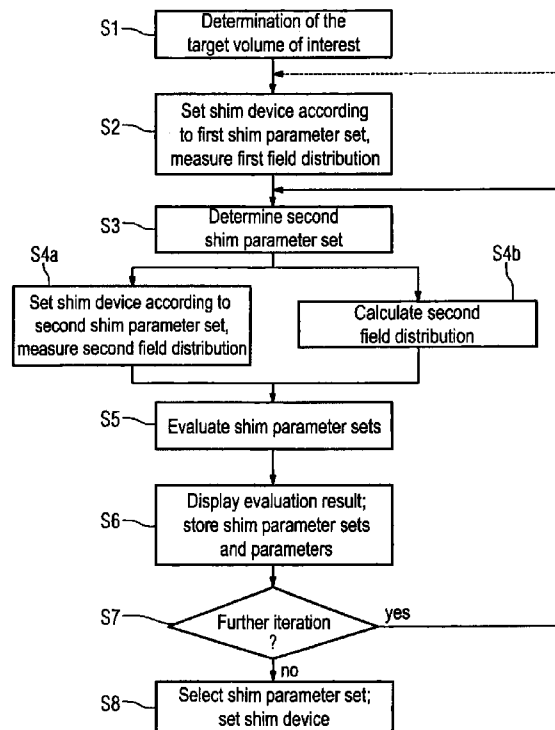 S1
Determination of the
target volume of interest
S2
Set shim device according
to first shim parameter set,
measure first field distribution
S3
Determine second
shim parameter set
S4a
Set shim device according to
second shim parameter set,
measure second field distribution
S4b
Calculate second
field distribution
S5
Evaluate shim parameter sets
S6
Display evaluation result;
store shim parameter sets
and parameters
S7
Further iteration
?
yes
no
S8
Select shim parameter set;
set shim device